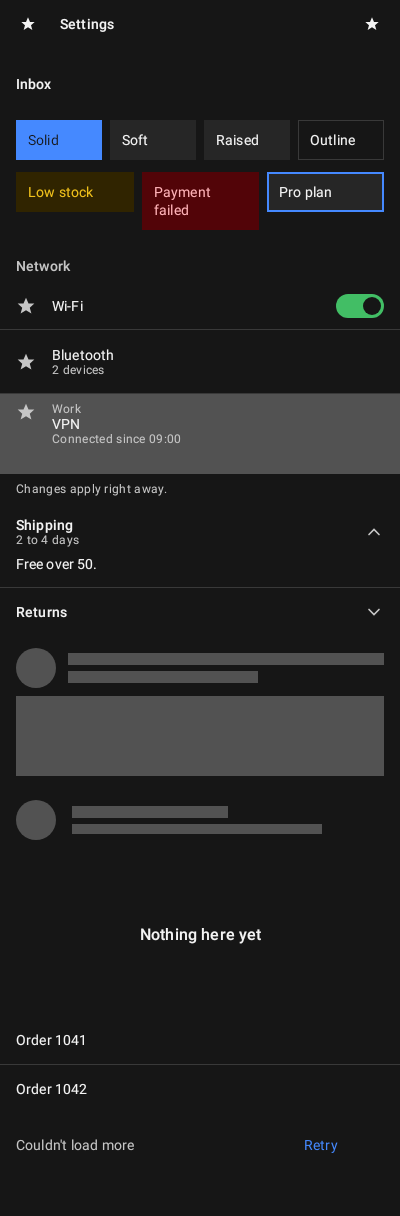 Settings
Inbox
Solid
Soft
Raised
Outline
Low stock
Payment
failed
Pro plan
Network
Wi-Fi
Bluetooth
2 devices
Work
VPN
Connected since 09:00
Changes apply right away.
Shipping
2 to 4 days
Free over 50.
Returns
Nothing here yet
Order 1041
Order 1042
Couldn't load more
Retry